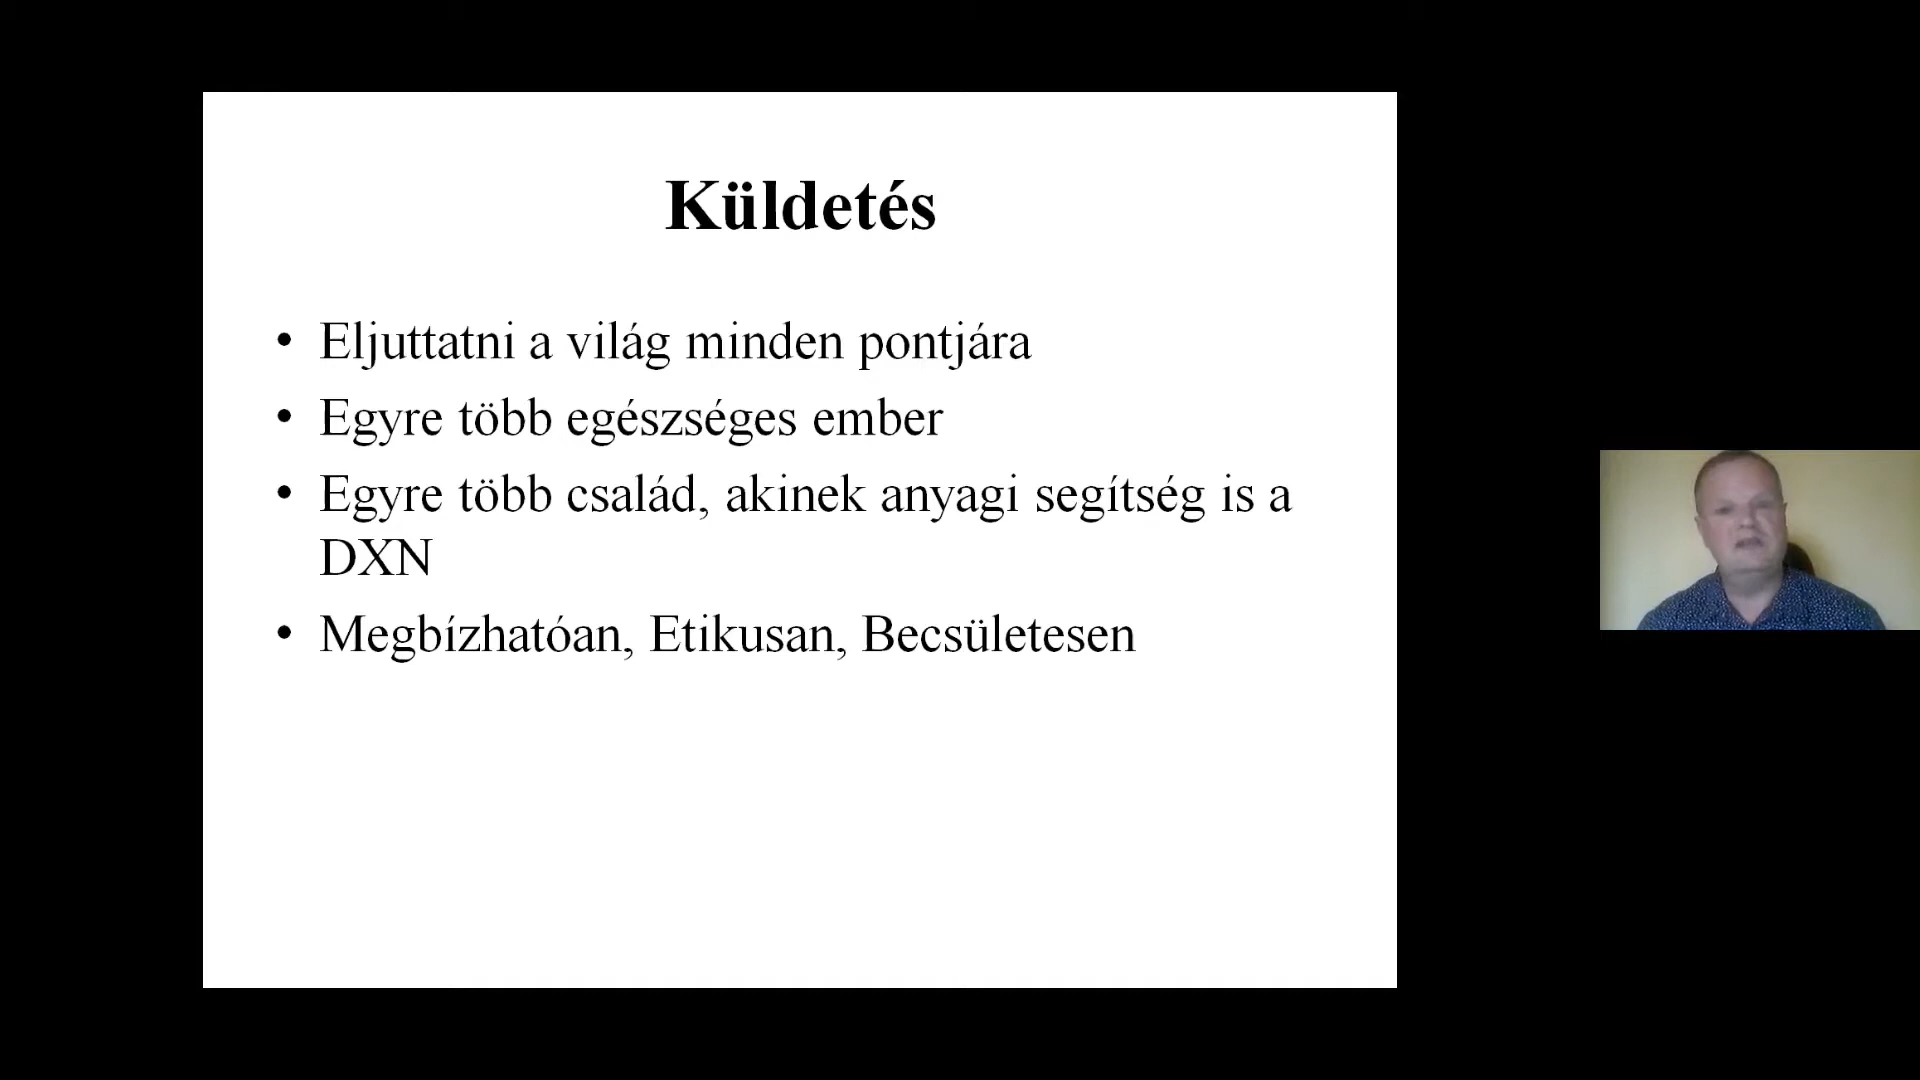 Küldetés
• Eljuttatni a világ minden pontjára
• Egyre több egészséges ember
• Egyre több család, akinek anyagi segítség is a
DXN
• Megbízhatóan, Etikusan, Becsületesen